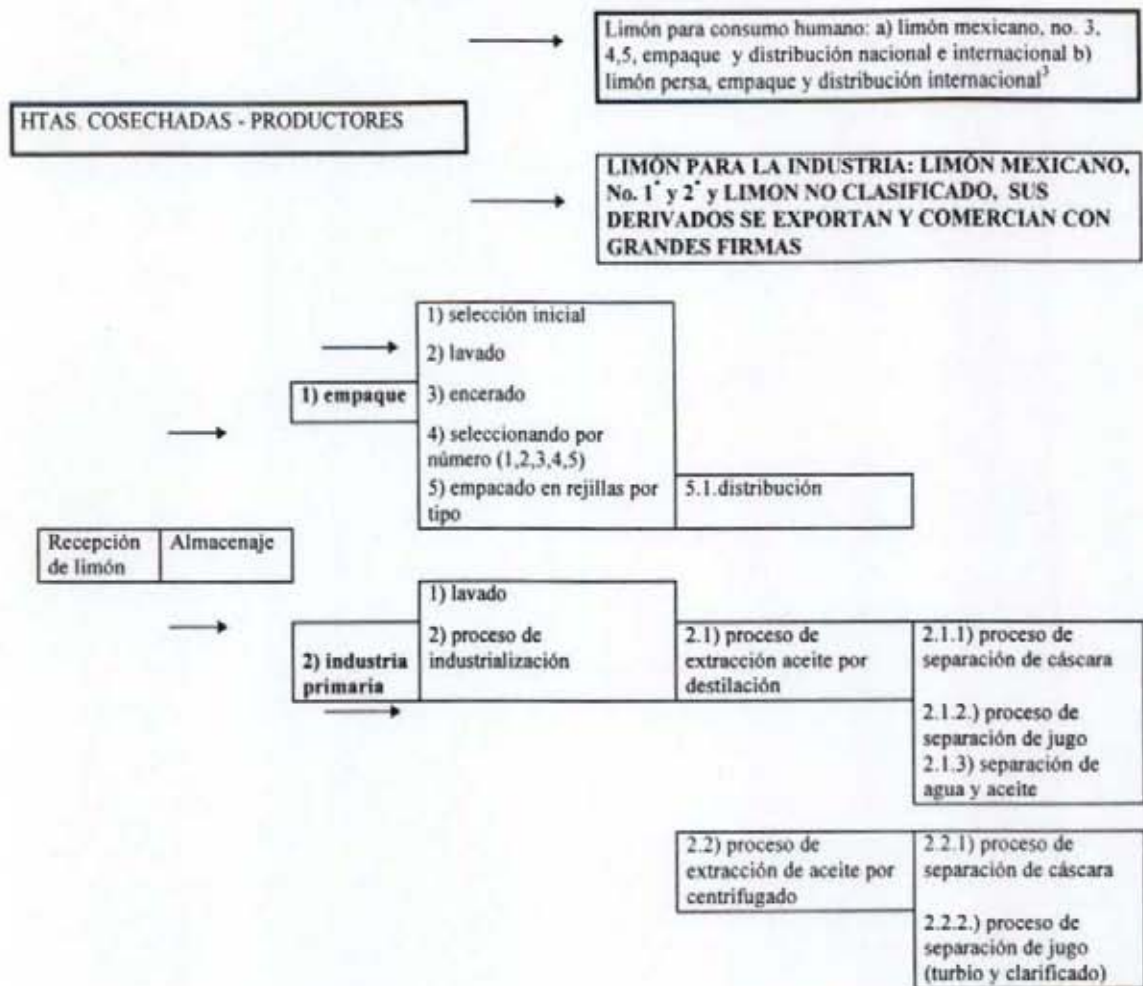 Limón para consumo humano: a) limón mexicano, no. 3,
4,5, empaque y distribución nacional e internacional b)
limón persa, empaque y distribución internacional³
HTAS. COSECHADAS - PRODUCTORES
LIMÓN PARA LA INDUSTRIA: LIMÓN MEXICANO,
No. 1ª y 2ª y LIMON NO CLASIFICADO, SUS
DERIVADOS SE EXPORTAN Y COMERCIAN CON
GRANDES FIRMAS
1) selección inicial
2) lavado
1) empaque
3) encerado
4) seleccionando por
número (1,2,3,4,5)
5) empacado en rejillas por
tipo
5.1.distribución
Recepción
de limón
Almacenaje
1) lavado
2) industria
primaria
2) proceso de
industrialización
2.1) proceso de
extracción aceite por
destilación
2.1.1) proceso de
separación de cáscara
2.1.2.) proceso de
separación de jugo
2.1.3) separación de
agua y aceite
2.2) proceso de
extracción de aceite por
centrifugado
2.2.1) proceso de
separación de cáscara
2.2.2.) proceso de
separación de jugo
(turbio y clarificado)